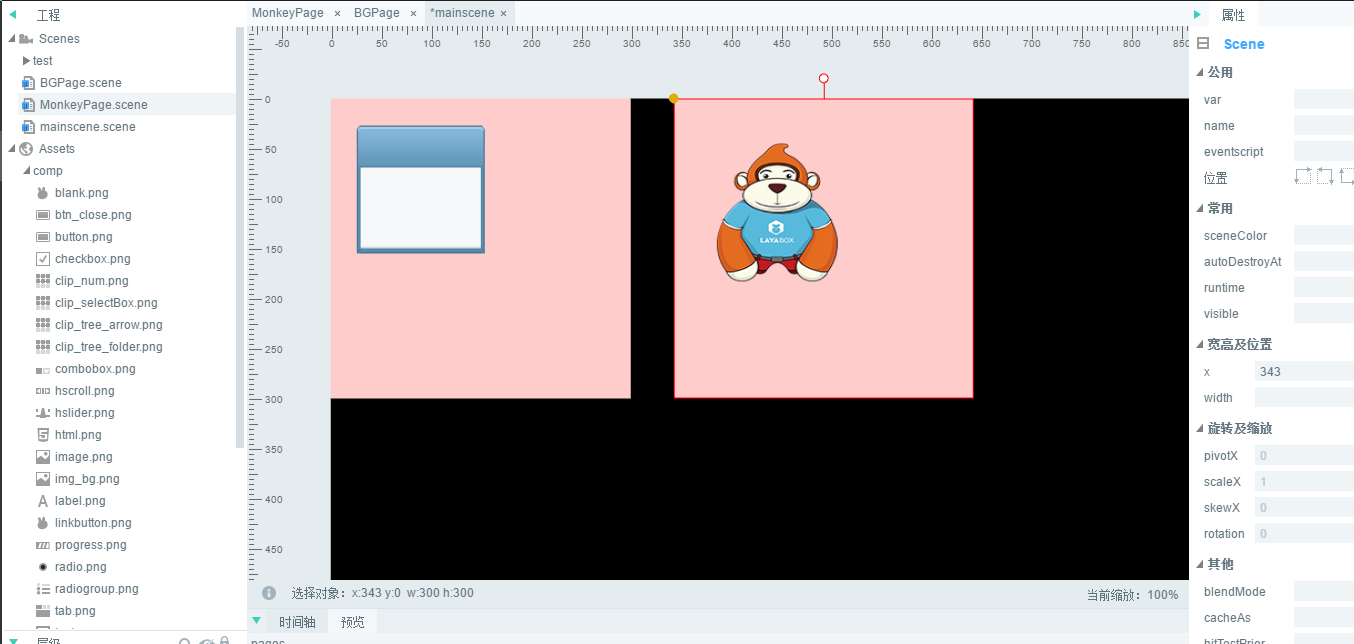 工程
Scenes
test
BGPage.scene
MonkeyPage.scene
mainscene.scene
Assets
comp
blank.png
btn_close.png
button.png
checkbox.png
clip_num.png
clip_selectBox.png
clip_tree_arrow.png
clip_tree_folder.png
combobox.png
hscroll.png
hslider.png
html.png
image.png
img_bg.png
label.png
linkbutton.png
progress.png
radio.png
radiogroup.png
tab.png
层级
MonkeyPage × BGPage × *mainscene ×
-50 0 50 100 150 200 250 300 350 400 450 500 550 600 650 700 750 800 850
0
50
100
150
200
250
300
350
400
450
LAYABOX
选择对象: x:343 y:0 w:300 h:300
当前缩放: 100%
时间轴 预览
pages
属性
Scene
公用
var
name
eventscript
位置
常用
sceneColor
autoDestroyAt
runtime
visible
宽高及位置
x 343
width
旋转及缩放
pivotX 0
scaleX 1
skewX 0
rotation 0
其他
blendMode
cacheAs
hitTestPrior